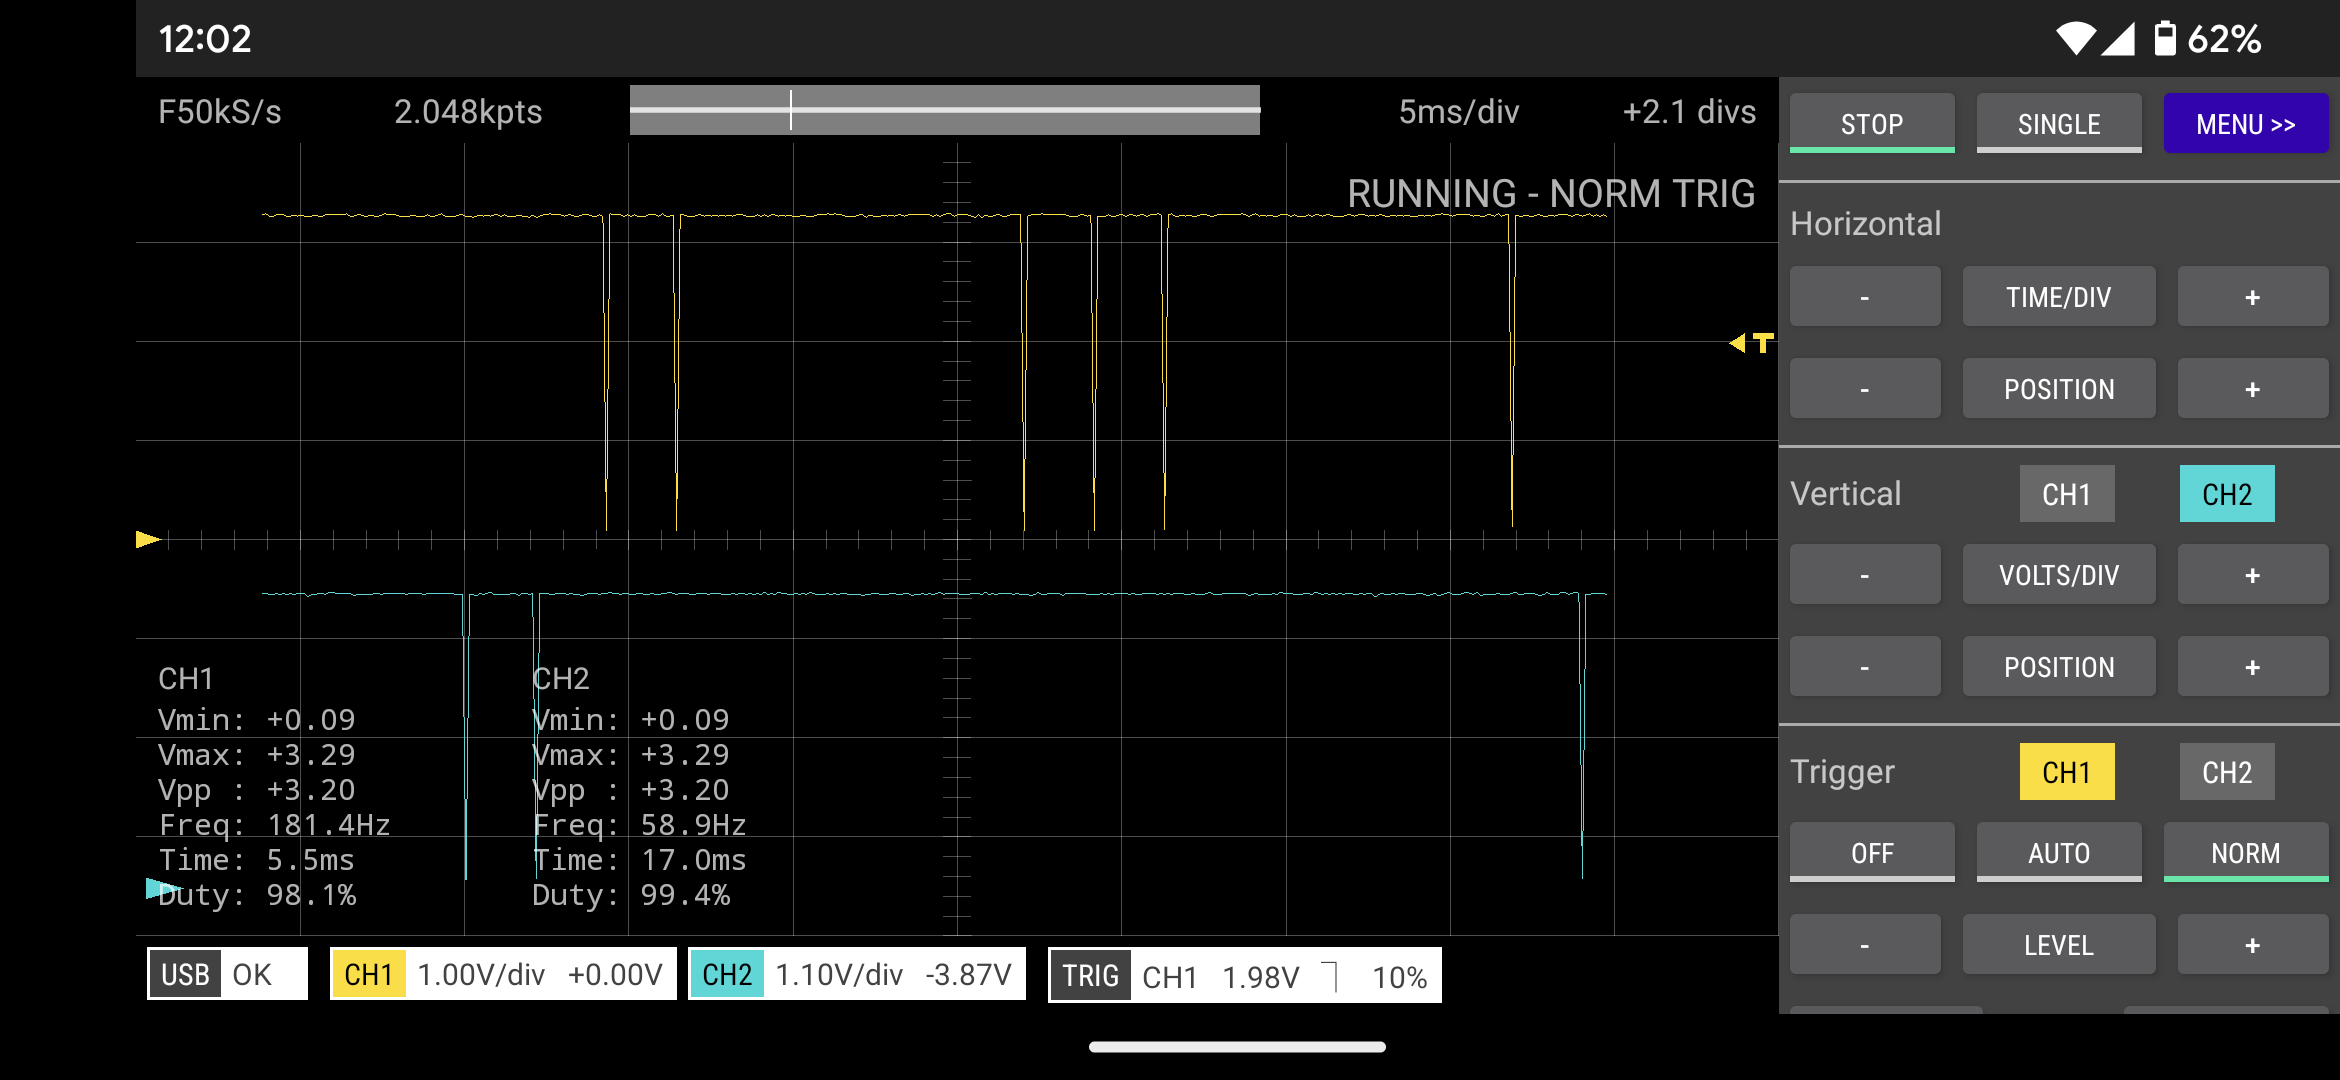 12:02 62%
F50kS/s 2.048kpts 5ms/div +2.1 divs
RUNNING - NORM TRIG
T
CH1
Vmin: +0.09
Vmax: +3.29
Vpp : +3.20
Freq: 181.4Hz
Time: 5.5ms
Duty: 98.1%
CH2
Vmin: +0.09
Vmax: +3.29
Vpp : +3.20
Freq: 58.9Hz
Time: 17.0ms
Duty: 99.4%
USB OK CH1 1.00V/div +0.00V CH2 1.10V/div -3.87V TRIG CH1 1.98V 10%
STOP SINGLE MENU >>
Horizontal
- TIME/DIV +
- POSITION +
Vertical CH1 CH2
- VOLTS/DIV +
- POSITION +
Trigger CH1 CH2
OFF AUTO NORM
- LEVEL +